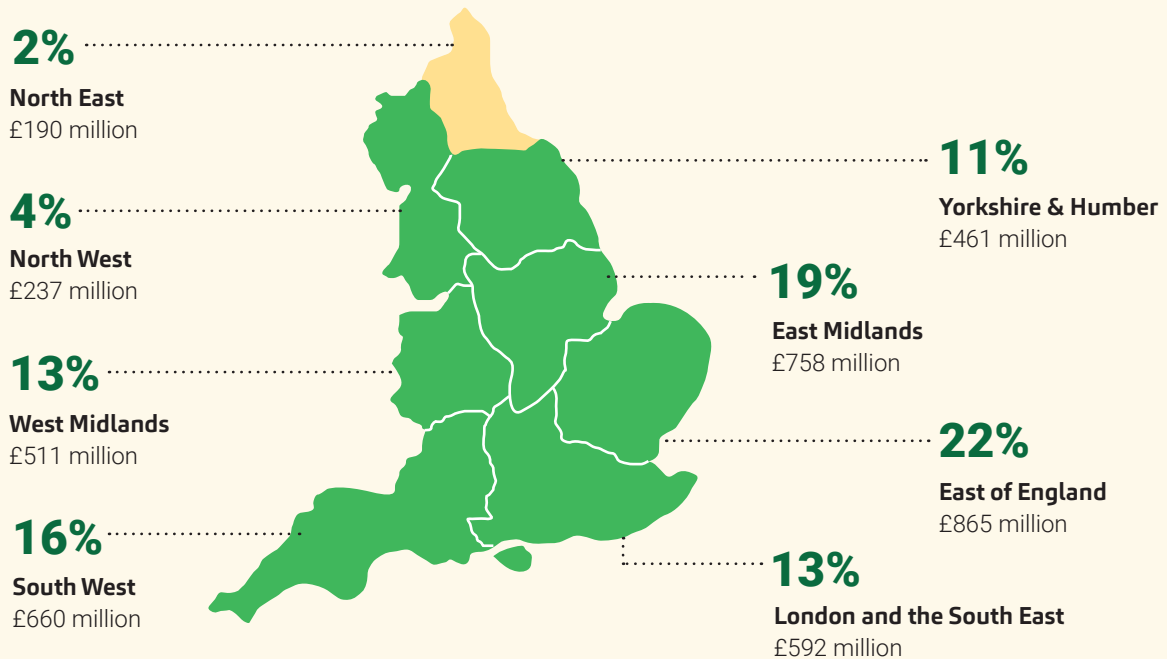 2%
North East
£190 million
4%
North West
£237 million
13%
West Midlands
£511 million
16%
South West
£660 million
11%
Yorkshire & Humber
£461 million
19%
East Midlands
£758 million
22%
East of England
£865 million
13%
London and the South East
£592 million